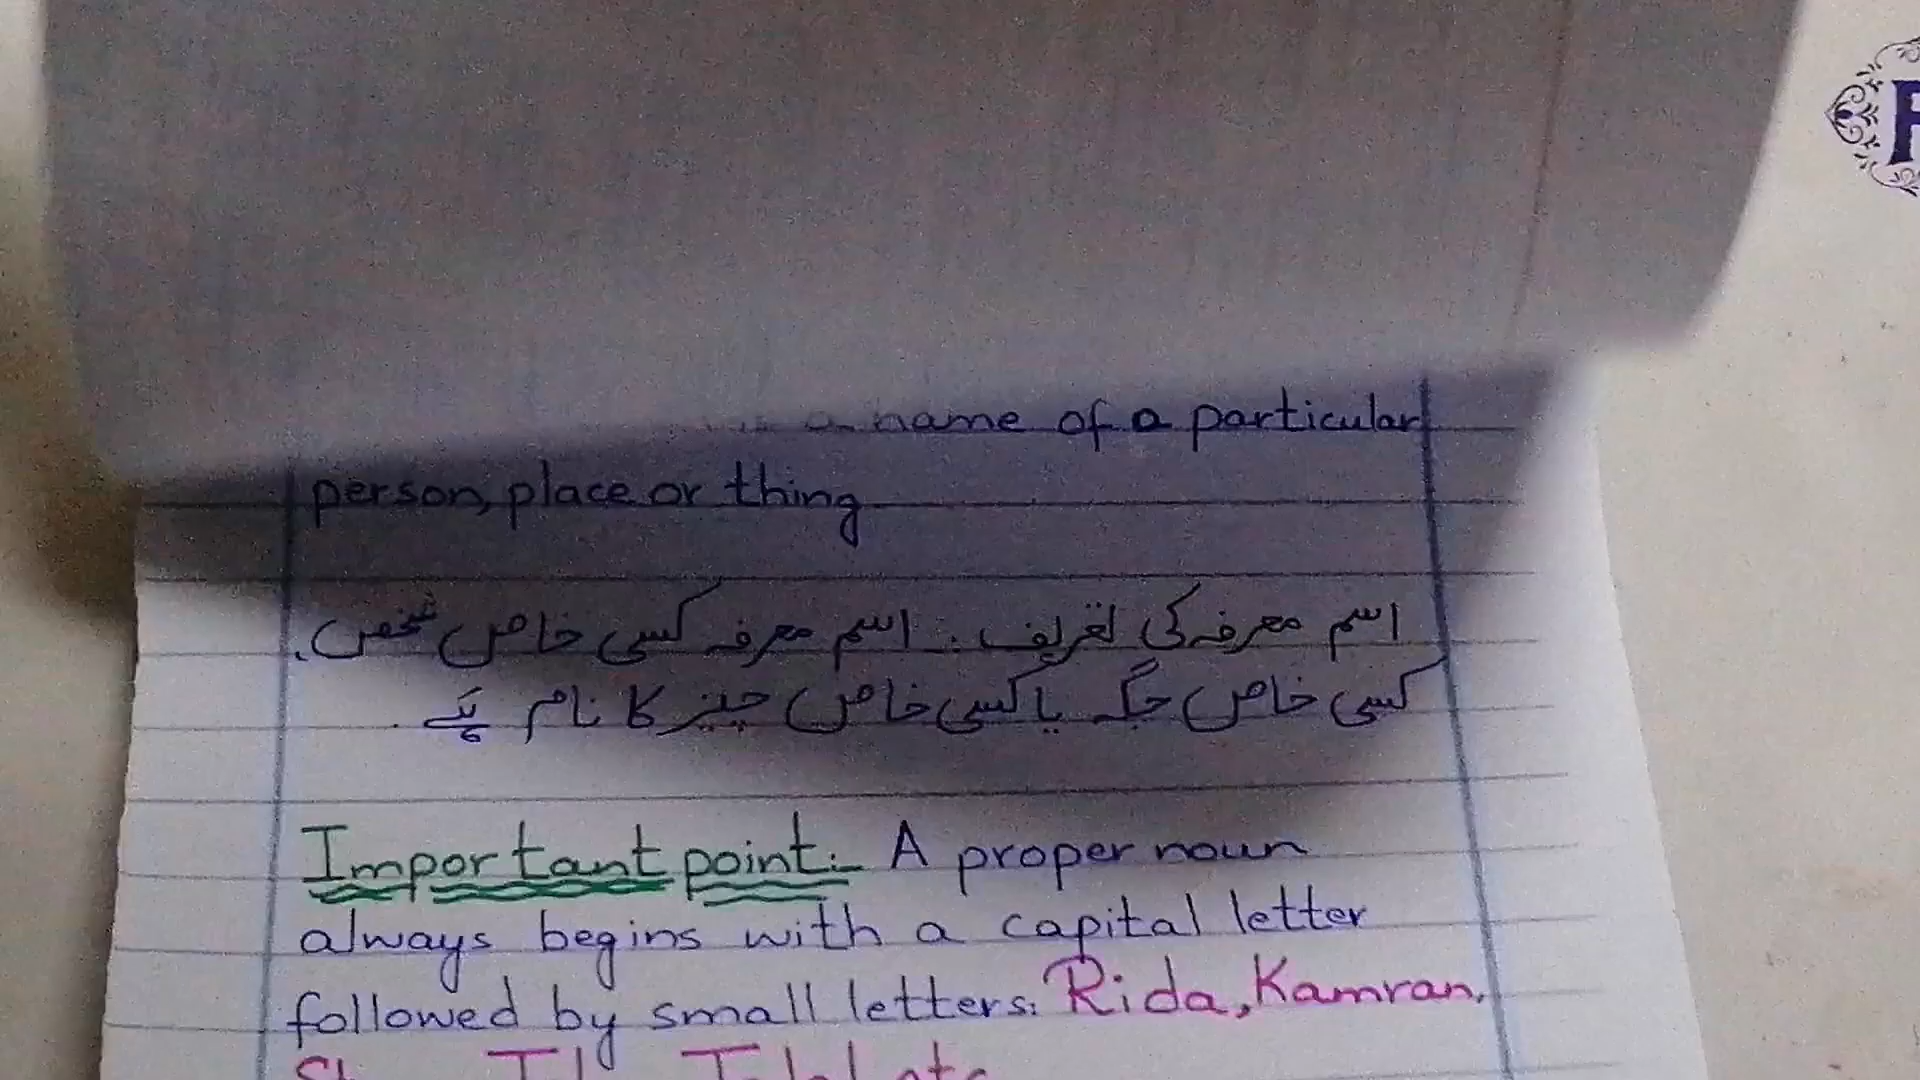 a name of a particular
person, place or thing
اسم معرفہ کی تعریف : اسم معرفہ کسی خاص شخص،
کسی خاص جگہ یا کسی خاص چیز کا نام ہے ۔
Important point:- A proper noun
always begins with a capital letter
followed by small letters: Rida, Kamran,